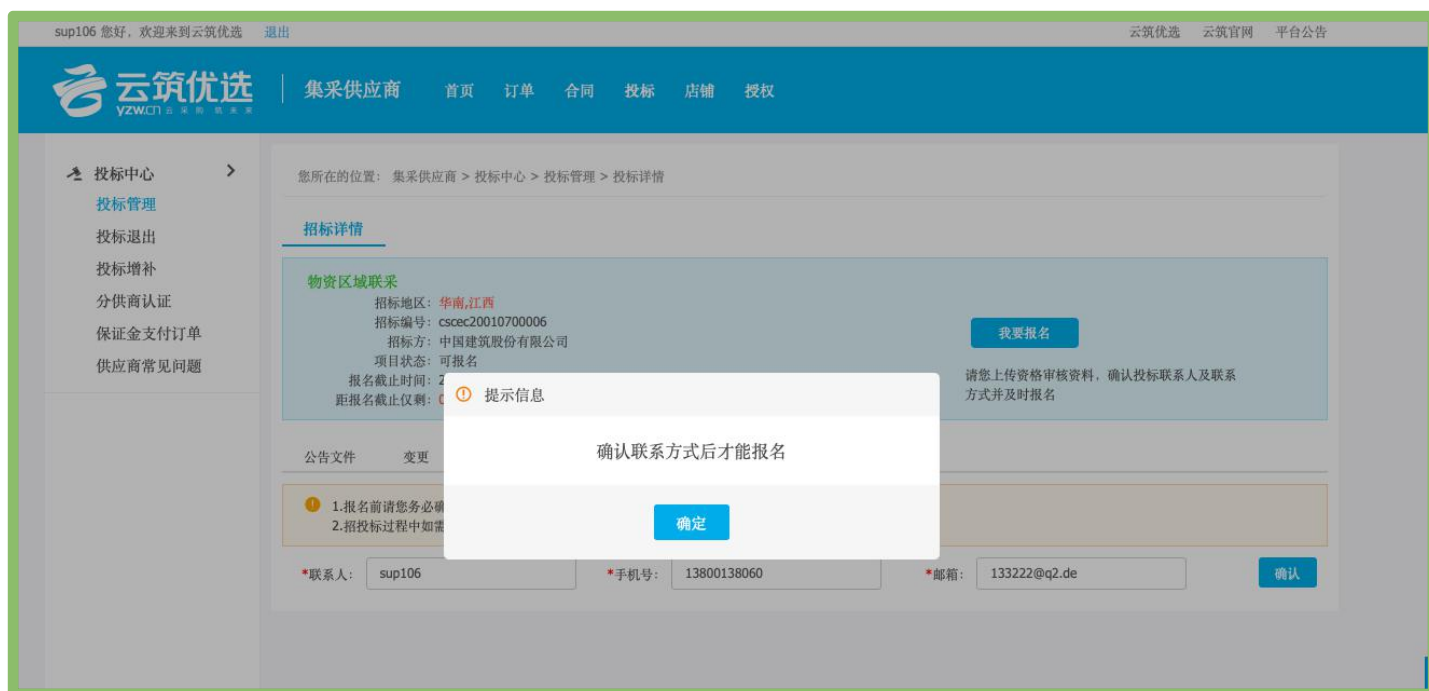 sup106 您好，欢迎来到云筑优选 退出 云筑优选 云筑官网 平台公告
云筑优选 集采供应商 首页 订单 合同 投标 店铺 授权
YZW.CN 云 采 购 筑 未 来
投标中心
投标管理
投标退出
投标增补
分供商认证
保证金支付订单
供应商常见问题
您所在的位置： 集采供应商 > 投标中心 > 投标管理 > 投标详情
招标详情
物资区域联采
招标地区：华南,江西
招标编号：cscec20010700006
招标方：中国建筑股份有限公司
项目状态：可报名
报名截止时间：2
距报名截止仅剩：
我要报名
请您上传资格审核资料，确认投标联系人及联系
方式并及时报名
提示信息
确认联系方式后才能报名
确定
公告文件 变更
1.报名前请您务必确
2.招投标过程中如需
*联系人： sup106 *手机号： 13800138060 *邮箱： 133222@q2.de 确认